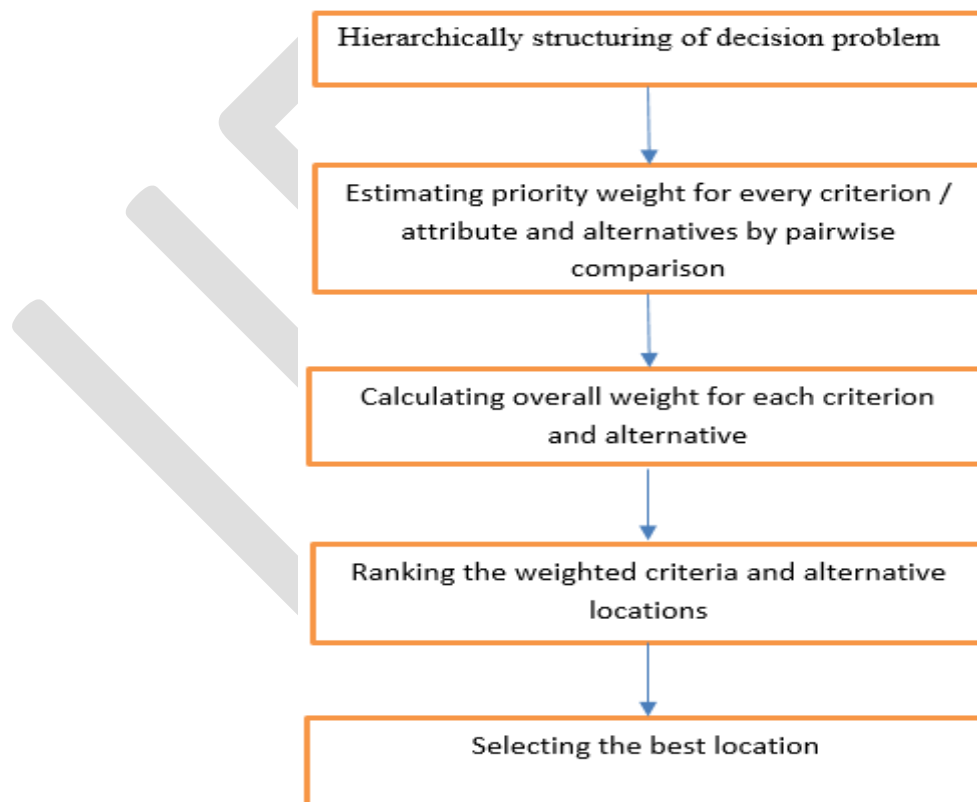 Hierarchically structuring of decision problem
Estimating priority weight for every criterion /
attribute and alternatives by pairwise
comparison
Calculating overall weight for each criterion
and alternative
Ranking the weighted criteria and alternative
locations
Selecting the best location